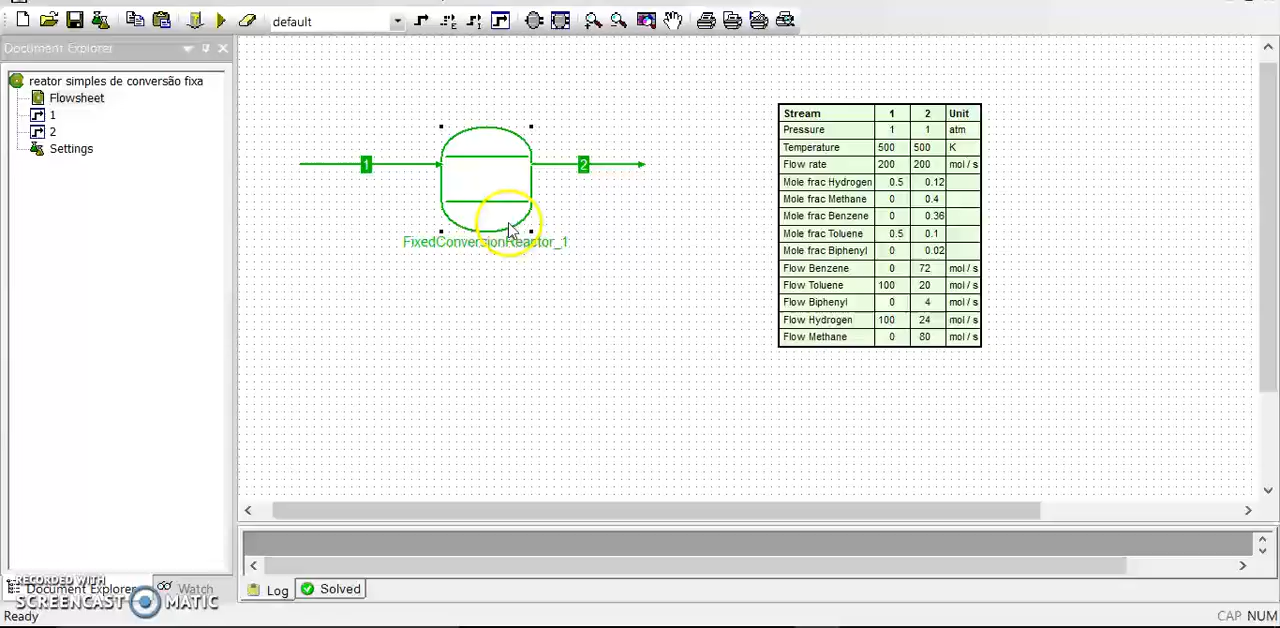 default
Document Explorer
reator simples de conversão fixa
Flowsheet
1
2
Settings
1
2
FixedConversionReactor_1
Stream 1 2 Unit
Pressure 1 1 atm
Temperature 500 500 K
Flow rate 200 200 mol / s
Mole frac Hydrogen 0.5 0.12
Mole frac Methane 0 0.4
Mole frac Benzene 0 0.36
Mole frac Toluene 0.5 0.1
Mole frac Biphenyl 0 0.02
Flow Benzene 0 72 mol / s
Flow Toluene 100 20 mol / s
Flow Biphenyl 0 4 mol / s
Flow Hydrogen 100 24 mol / s
Flow Methane 0 80 mol / s
Document Explorer Watch
RECORDED WITH
SCREENCAST MATIC
Log Solved
Ready CAP NUM